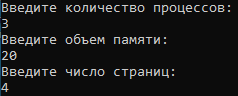 Введите количество процессов:
3
Введите объем памяти:
20
Введите число страниц:
4